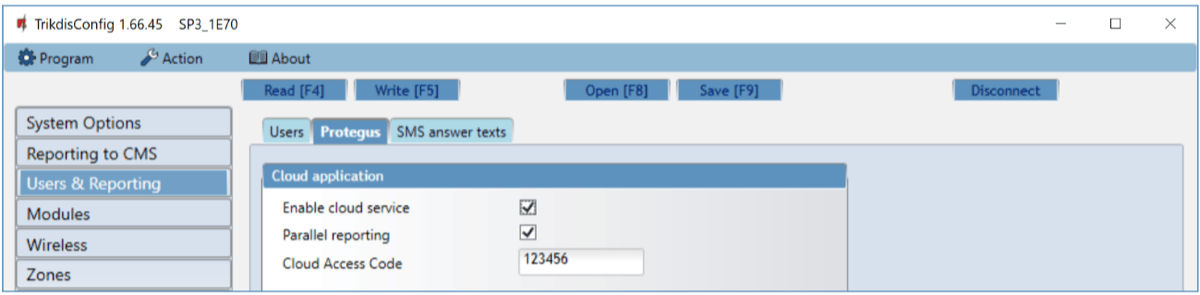 TrikdisConfig 1.66.45 SP3_1E70
Program Action About
Read [F4] Write [F5] Open [F8] Save [F9] Disconnect
System Options
Reporting to CMS
Users & Reporting
Modules
Wireless
Zones
Users Protegus SMS answer texts
Cloud application
Enable cloud service
Parallel reporting
Cloud Access Code 123456